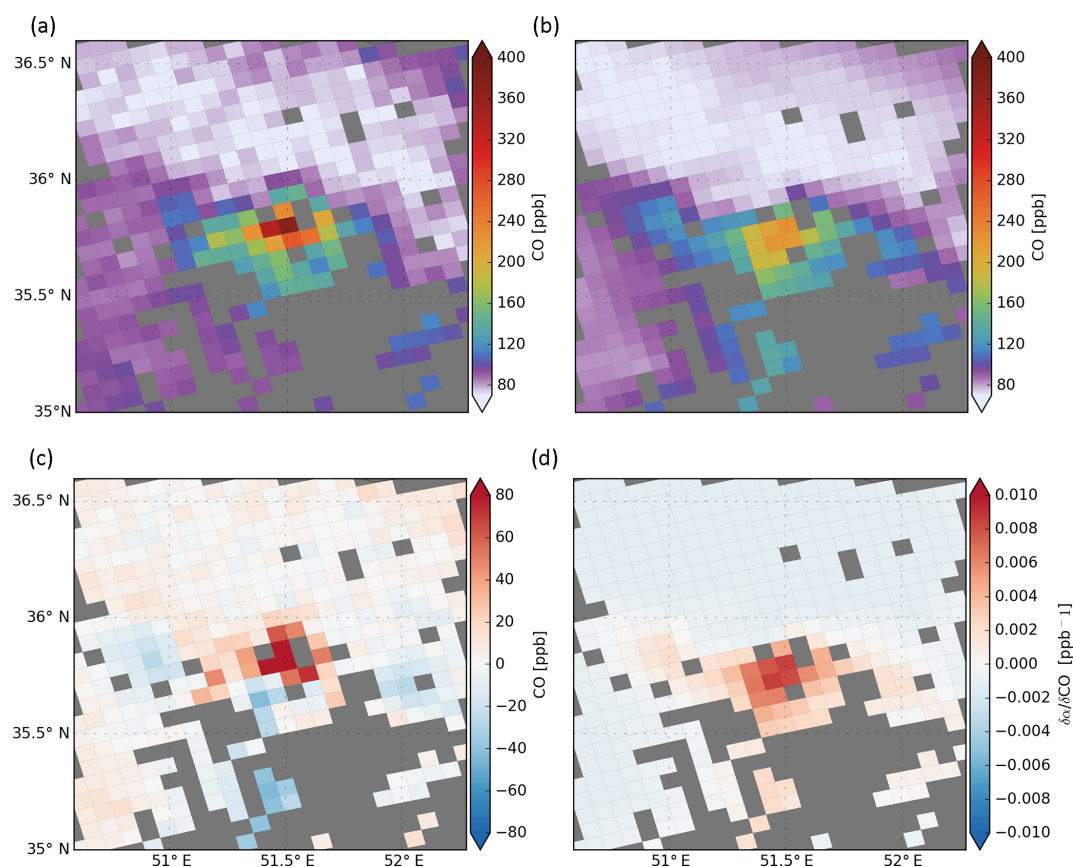 (a)
(b)
36.5° N
36° N
35.5° N
35°N
400
360
320
280
240
200
160
120
80
CO [ppb]
400
360
320
280
240
200
160
120
80
CO [ppb]
(c)
(d)
36.5° N
36° N
35.5° N
35° N
51° E
51.5° E
52° E
80
60
40
20
0
−20
−40
−60
−80
CO [ppb]
51° E
51.5° E
52° E
0.010
0.008
0.006
0.004
0.002
0.000
−0.002
−0.004
−0.006
−0.008
−0.010
δα/δCO [ppb⁻¹]